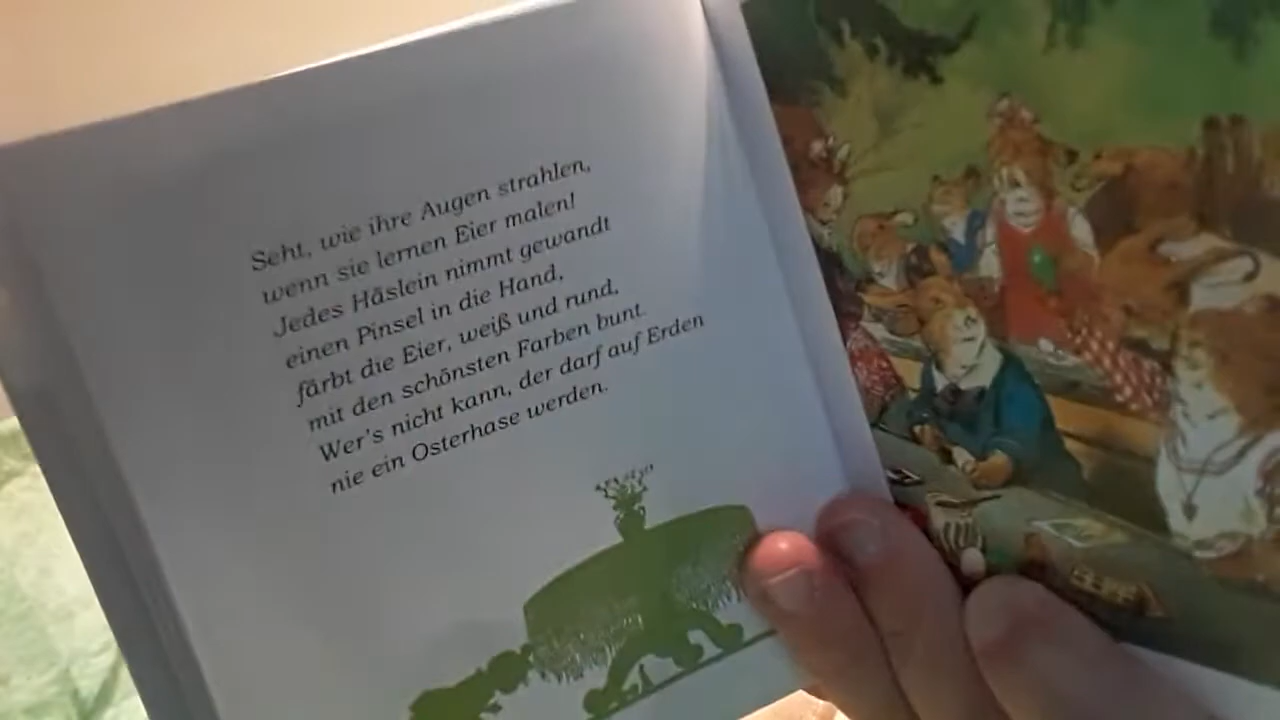 Seht, wie ihre Augen strahlen,
wenn sie lernen Eier malen!
Jedes Häslein nimmt gewandt
einen Pinsel in die Hand,
färbt die Eier, weiß und rund,
mit den schönsten Farben bunt.
Wer's nicht kann, der darf auf Erden
nie ein Osterhase werden.